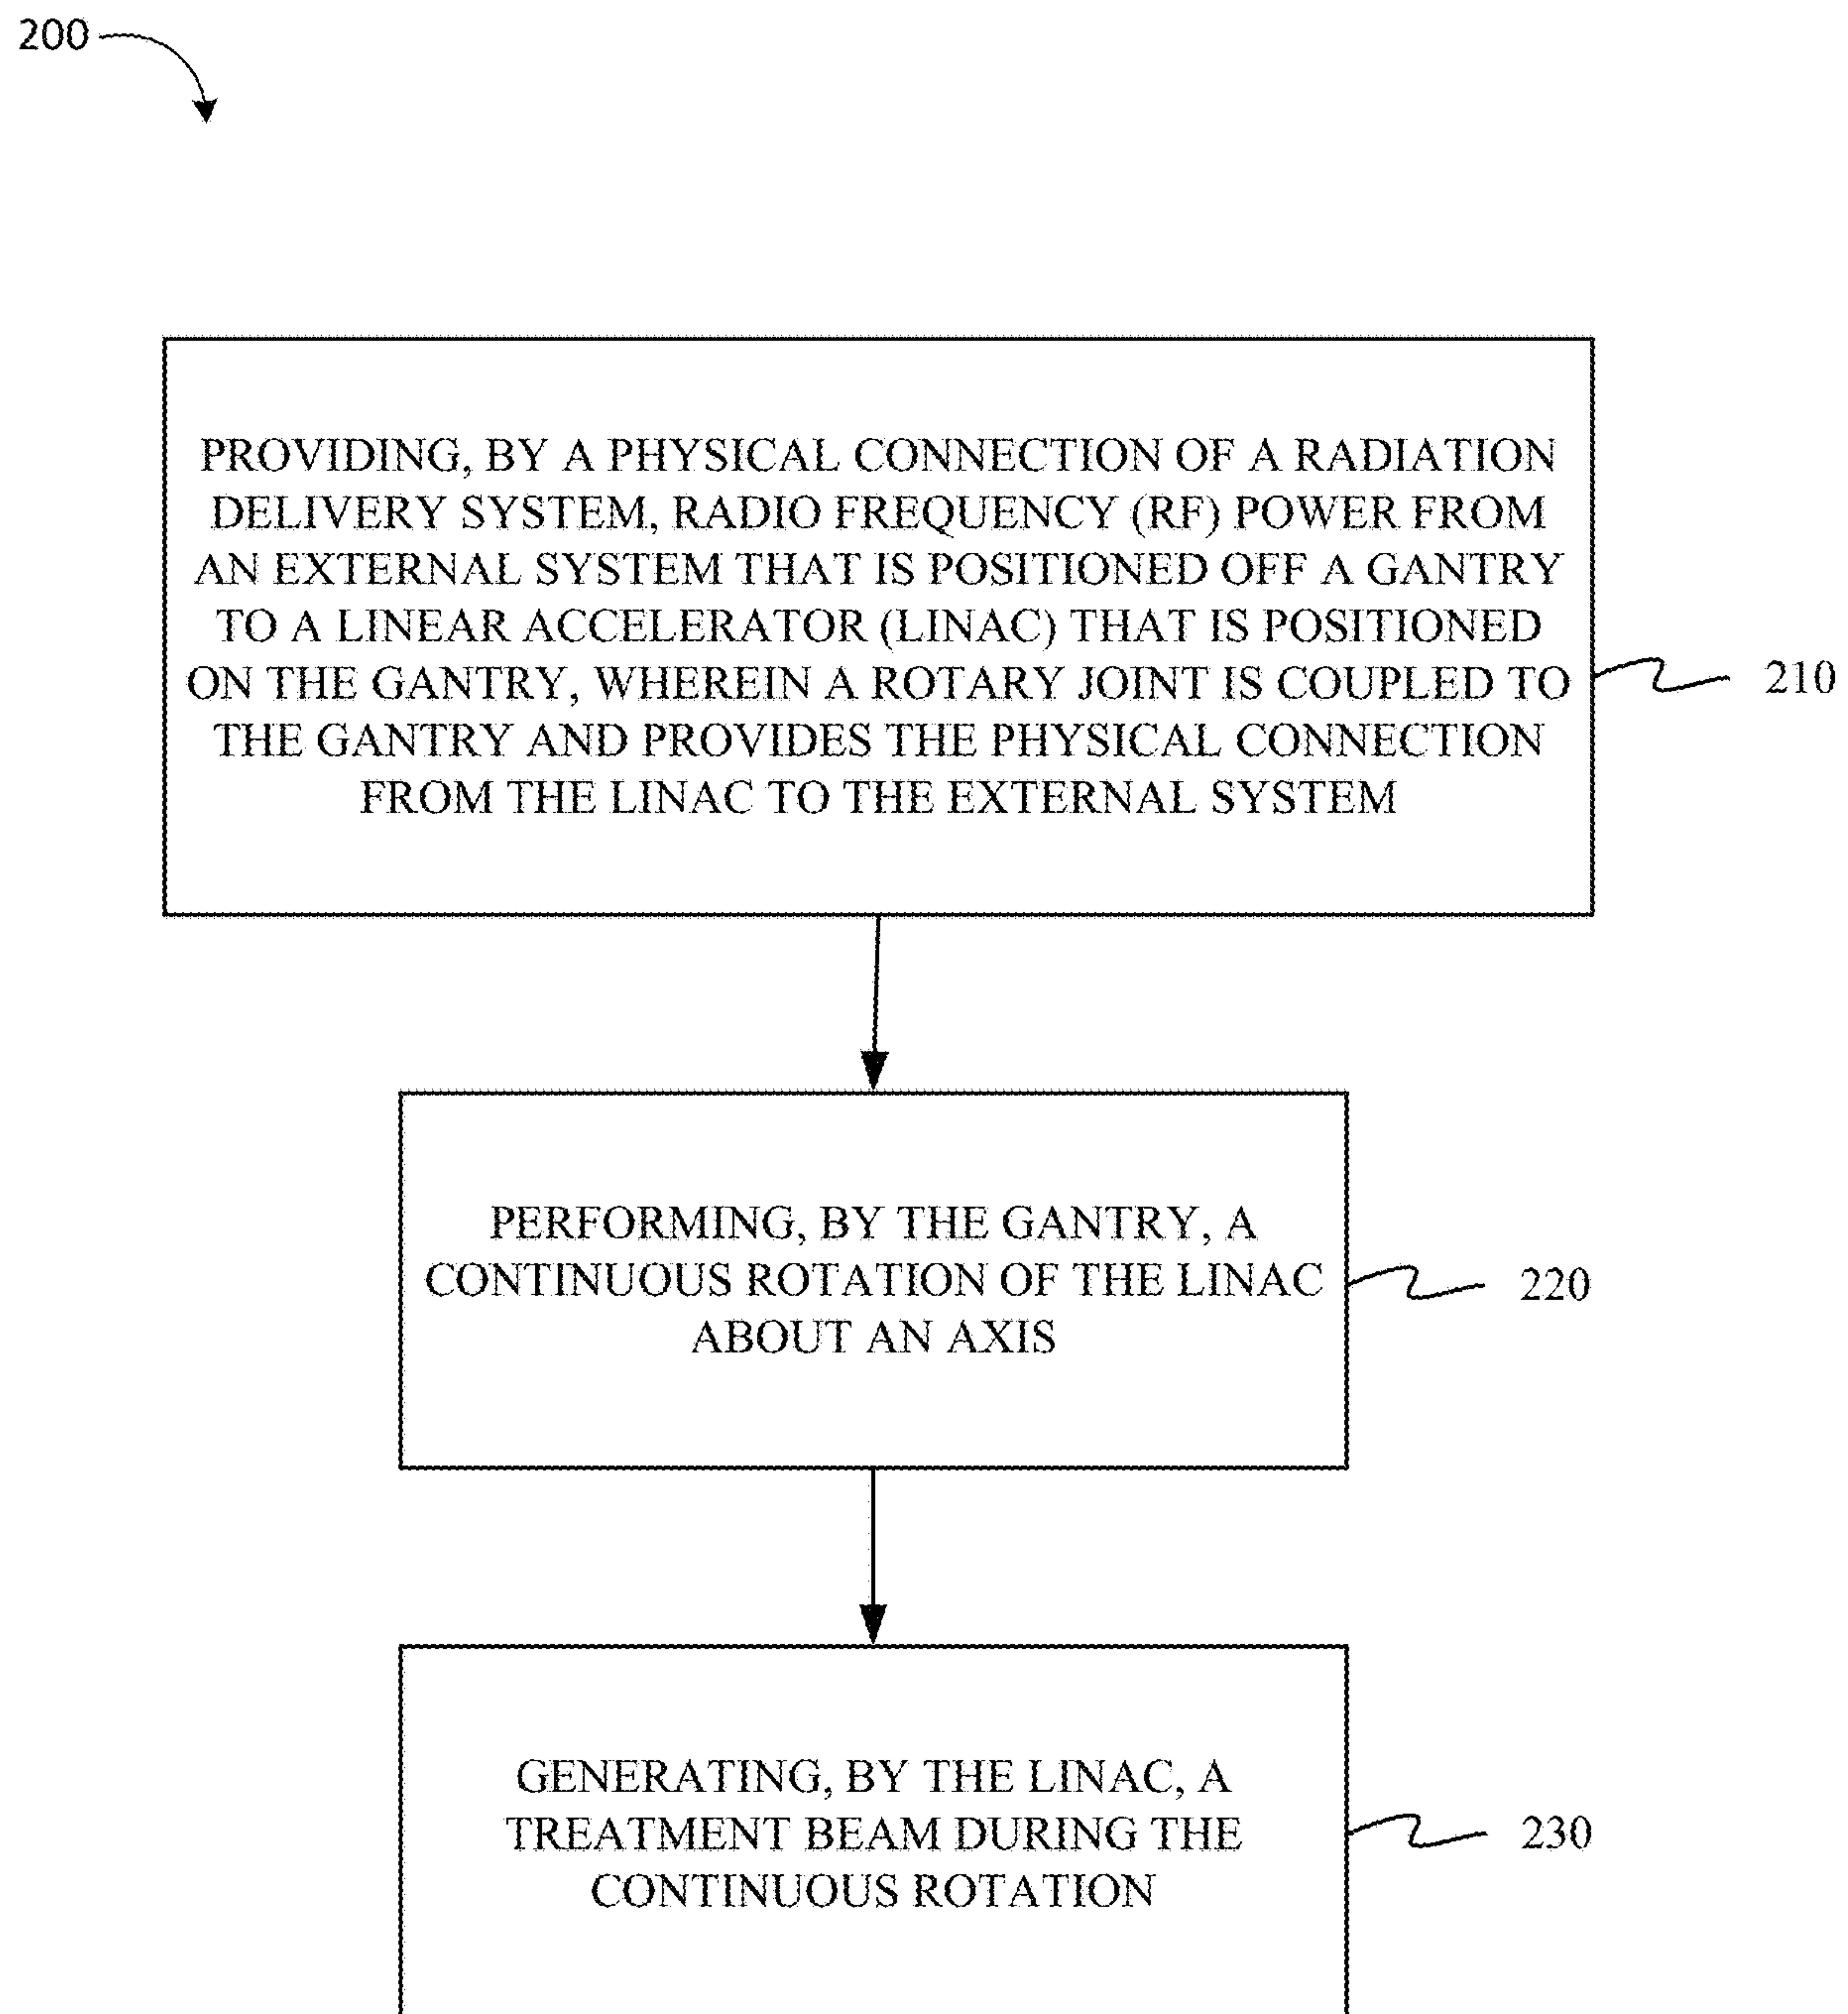 200
PROVIDING, BY A PHYSICAL CONNECTION OF A RADIATION
DELIVERY SYSTEM, RADIO FREQUENCY (RF) POWER FROM
AN EXTERNAL SYSTEM THAT IS POSITIONED OFF A GANTRY
TO A LINEAR ACCELERATOR (LINAC) THAT IS POSITIONED
ON THE GANTRY, WHEREIN A ROTARY JOINT IS COUPLED TO
THE GANTRY AND PROVIDES THE PHYSICAL CONNECTION
FROM THE LINAC TO THE EXTERNAL SYSTEM
210
PERFORMING, BY THE GANTRY, A
CONTINUOUS ROTATION OF THE LINAC
ABOUT AN AXIS
220
GENERATING, BY THE LINAC, A
TREATMENT BEAM DURING THE
CONTINUOUS ROTATION
230